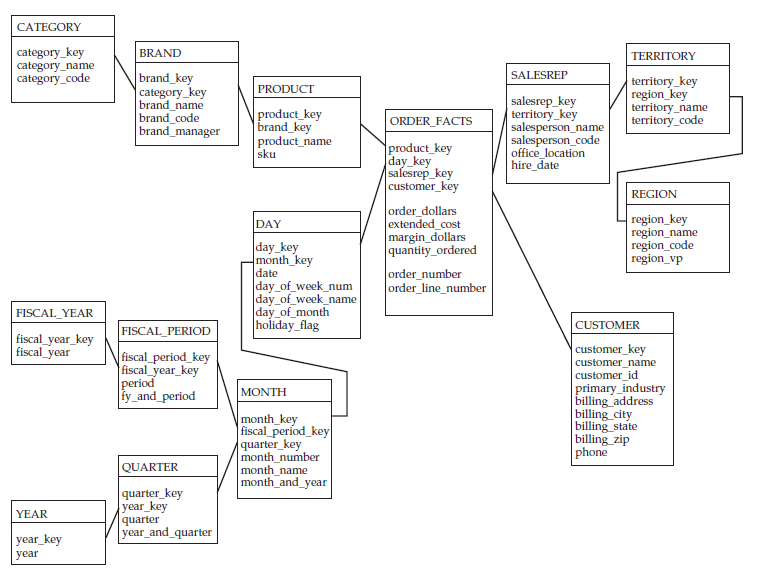 CATEGORY
category_key
category_name
category_code
BRAND
brand_key
category_key
brand_name
brand_code
brand_manager
PRODUCT
product_key
brand_key
product_name
sku
ORDER_FACTS
product_key
day_key
salesrep_key
customer_key
order_dollars
extended_cost
margin_dollars
quantity_ordered
order_number
order_line_number
SALESREP
salesrep_key
territory_key
salesperson_name
salesperson_code
office_location
hire_date
TERRITORY
territory_key
region_key
territory_name
territory_code
REGION
region_key
region_name
region_code
region_vp
DAY
day_key
month_key
date
day_of_week_num
day_of_week_name
day_of_month
holiday_flag
FISCAL_YEAR
fiscal_year_key
fiscal_year
FISCAL_PERIOD
fiscal_period_key
fiscal_year_key
period
fy_and_period
MONTH
month_key
fiscal_period_key
quarter_key
month_number
month_name
month_and_year
QUARTER
quarter_key
year_key
quarter
year_and_quarter
YEAR
year_key
year
CUSTOMER
customer_key
customer_name
customer_id
primary_industry
billing_address
billing_city
billing_state
billing_zip
phone